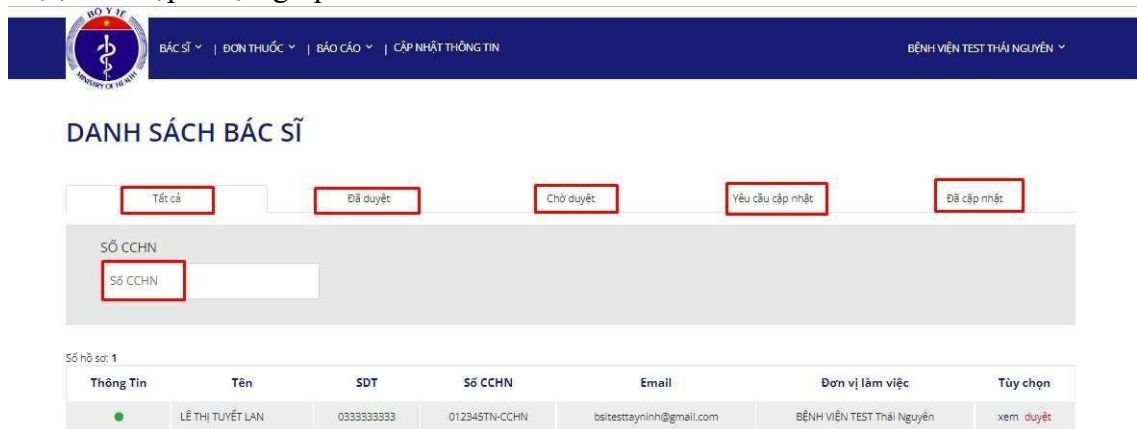 BỘ Y TẾ
MINISTRY OF HEALTH
BÁC SĨ | ĐƠN THUỐC | BÁO CÁO | CẬP NHẬT THÔNG TIN BỆNH VIỆN TEST THÁI NGUYÊN
DANH SÁCH BÁC SĨ
Tất cả Đã duyệt Chờ duyệt Yêu cầu cập nhật Đã cập nhật
SỐ CCHN
Số CCHN
Số hồ sơ: 1
Thông Tin Tên SDT Số CCHN Email Đơn vị làm việc Tùy chọn
LÊ THỊ TUYẾT LAN 0333333333 012345TN-CCHN bsitesttayninh@gmail.com BỆNH VIỆN TEST Thái Nguyên xem duyệt